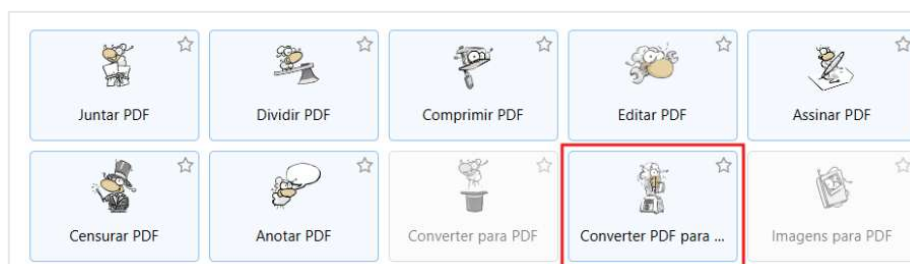 Juntar PDF
Dividir PDF
Comprimir PDF
Editar PDF
Assinar PDF
Censurar PDF
Anotar PDF
Converter para PDF
Converter PDF para ...
Imagens para PDF